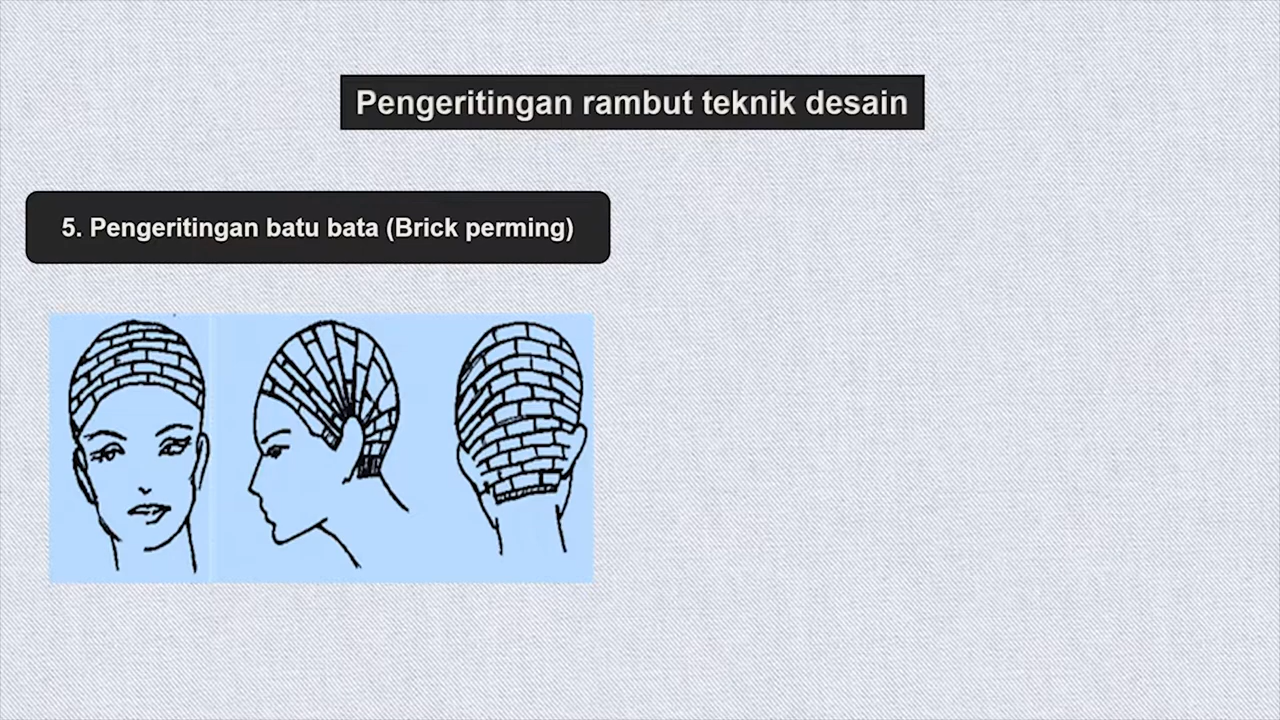 Pengeritingan rambut teknik desain
5. Pengeritingan batu bata (Brick perming)